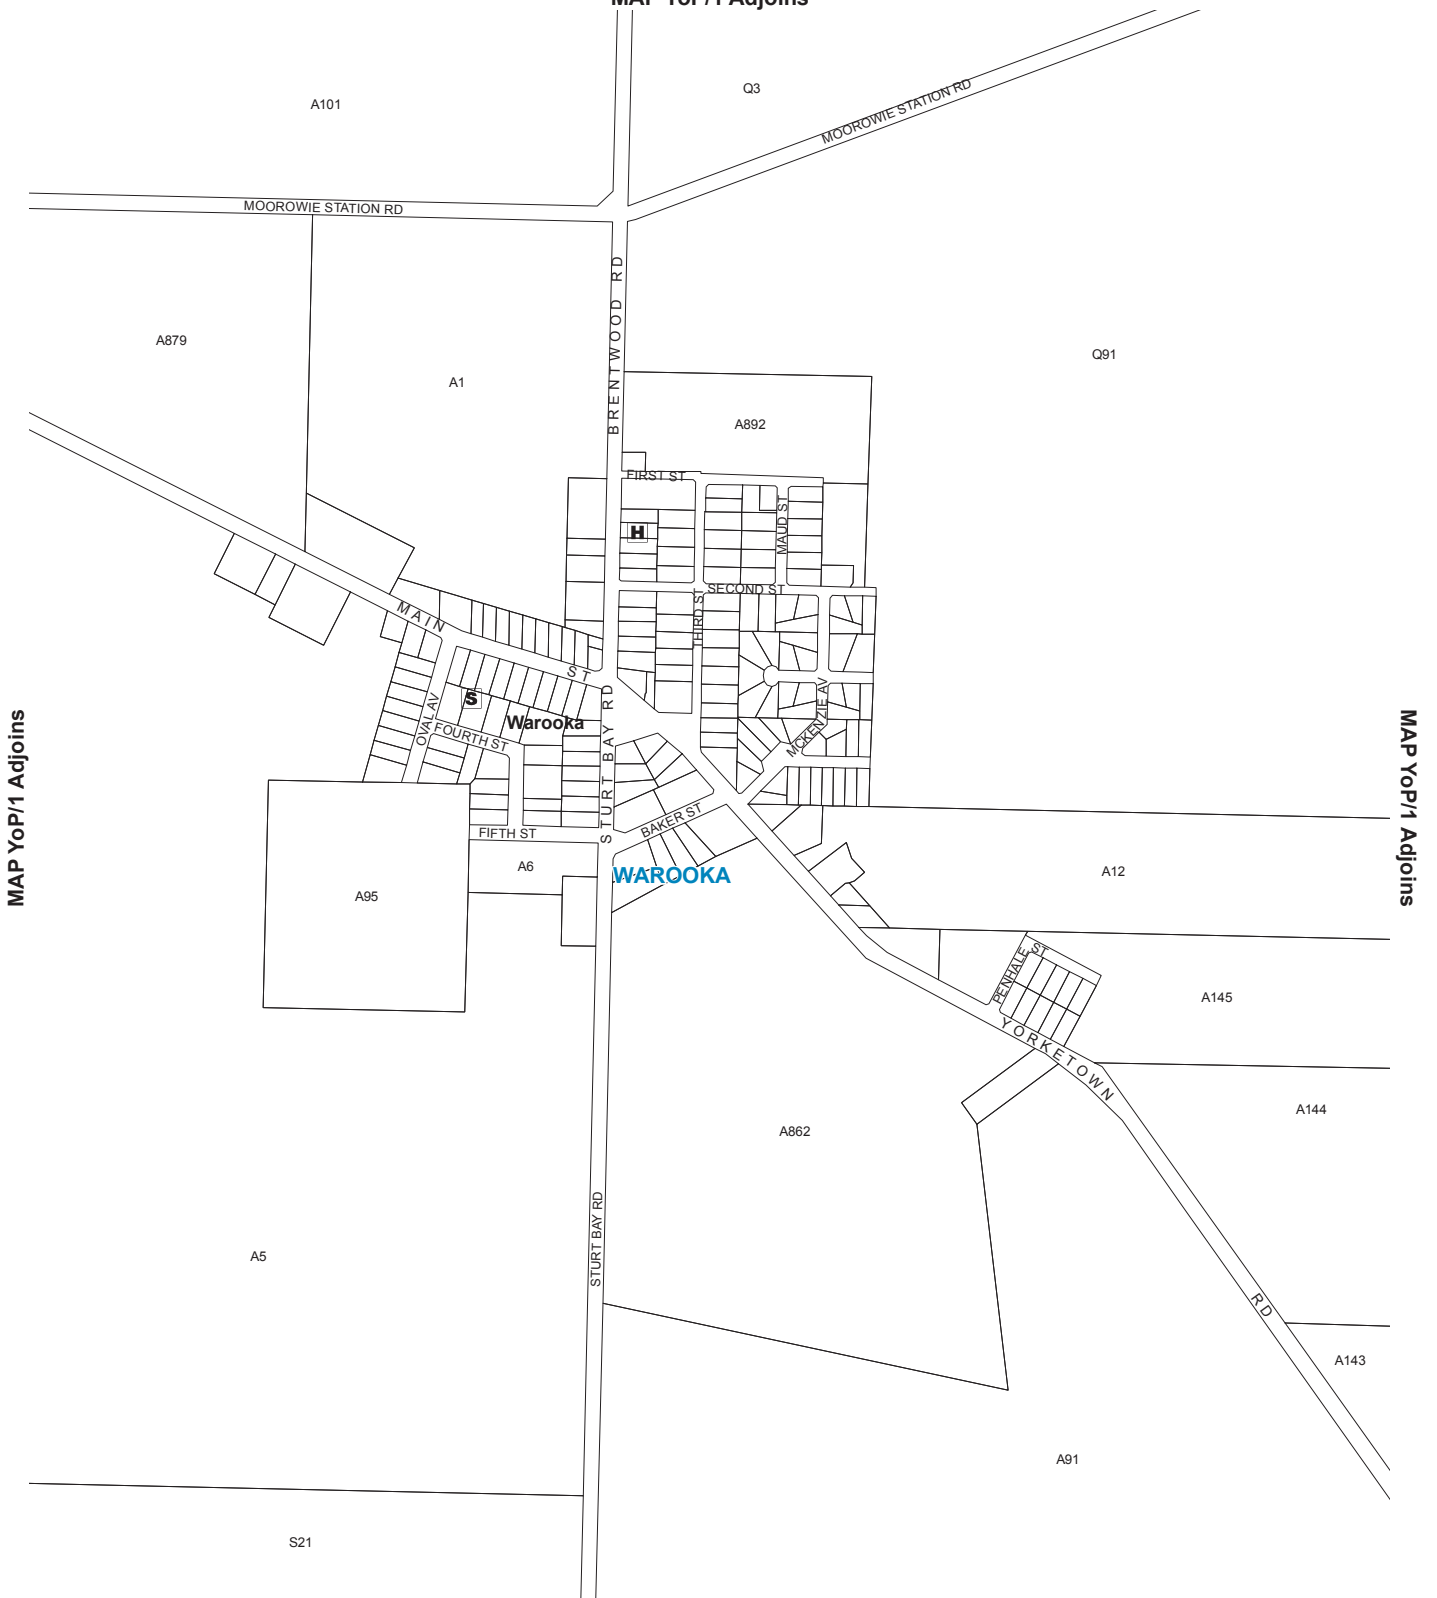 MAP YoP/1 Adjoins
Q3
A101
MOOROWIE STATION RD
MOOROWIE STATION RD
BRENTWOOD RD
A879
Q91
A1
A892
FIRST ST
H
MAUD ST
SECOND ST
THIRD ST
MAIN ST
S
Warooka
OVAL AV
FOURTH ST
STURT BAY RD
MCKENZIE AV
MAP YoP/1 Adjoins
MAP YoP/1 Adjoins
BAKER ST
FIFTH ST
A6
WAROOKA
A12
A95
PENHALE ST
A145
YORKETOWN RD
A144
A862
STURT BAY RD
A5
A143
A91
S21